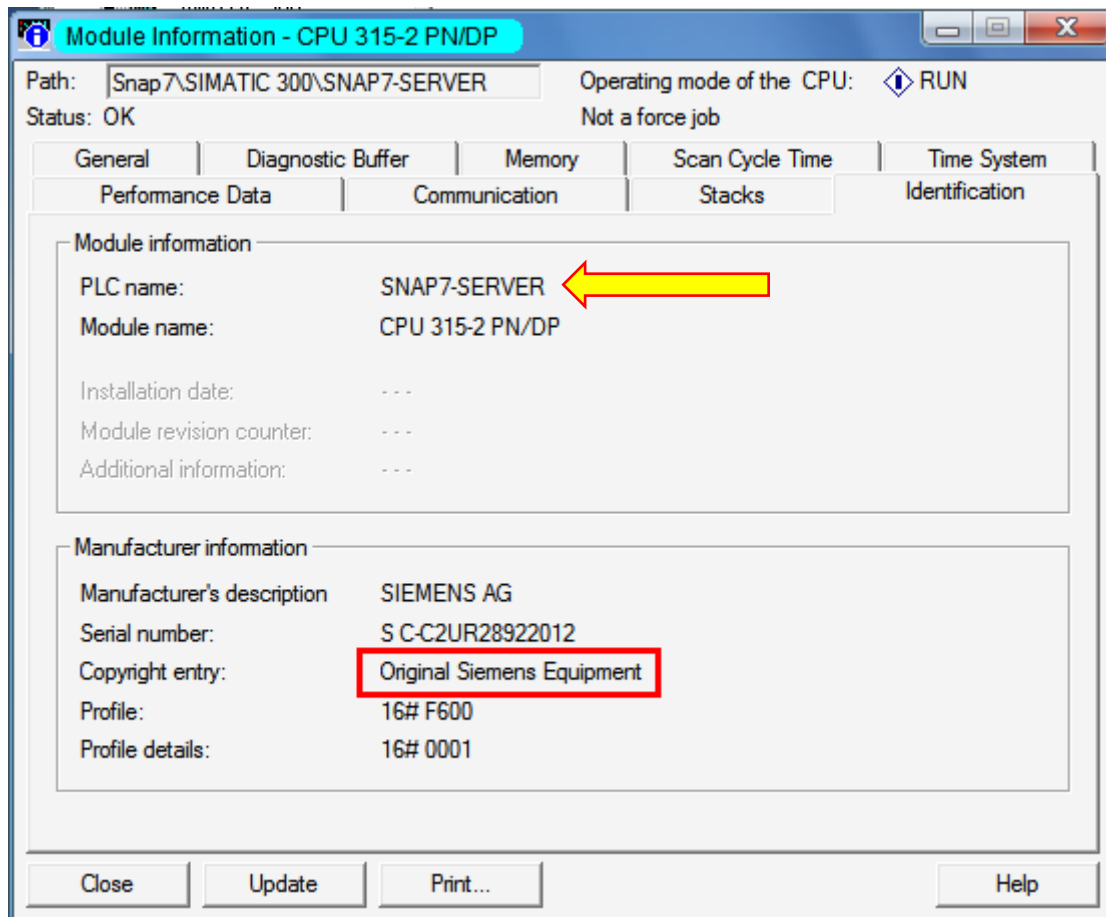 Module Information - CPU 315-2 PN/DP
Path: Snap7\SIMATIC 300\SNAP7-SERVER Operating mode of the CPU: RUN
Status: OK Not a force job
General Diagnostic Buffer Memory Scan Cycle Time Time System
Performance Data Communication Stacks Identification
Module information
PLC name: SNAP7-SERVER
Module name: CPU 315-2 PN/DP
Installation date: - - -
Module revision counter: - - -
Additional information: - - -
Manufacturer information
Manufacturer's description SIEMENS AG
Serial number: S C-C2UR28922012
Copyright entry: Original Siemens Equipment
Profile: 16# F600
Profile details: 16# 0001
Close Update Print... Help